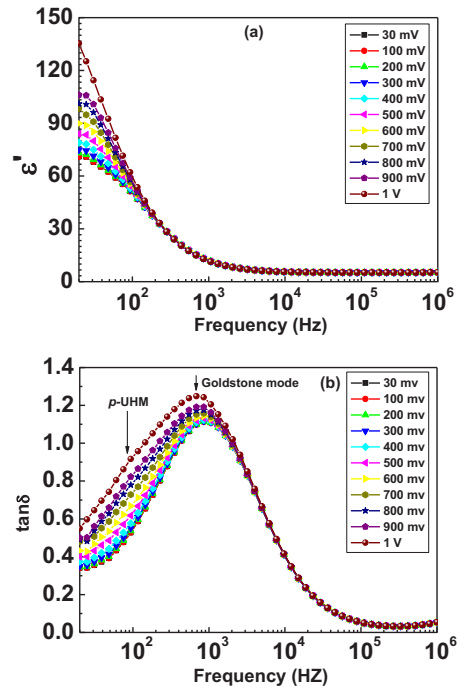 (a)
150
120
90
60
30
0
ε'
30 mV
100 mV
200 mV
300 mV
400 mV
500 mV
600 mV
700 mV
800 mV
900 mV
1 V
10² 10³ 10⁴ 10⁵ 10⁶
Frequency (Hz)
(b)
1.4
1.2
1.0
0.8
0.6
0.4
0.2
0.0
tanδ
p-UHM
Goldstone mode
30 mv
100 mv
200 mv
300 mv
400 mv
500 mv
600 mv
700 mv
800 mv
900 mv
1 V
10² 10³ 10⁴ 10⁵ 10⁶
Frequency (HZ)